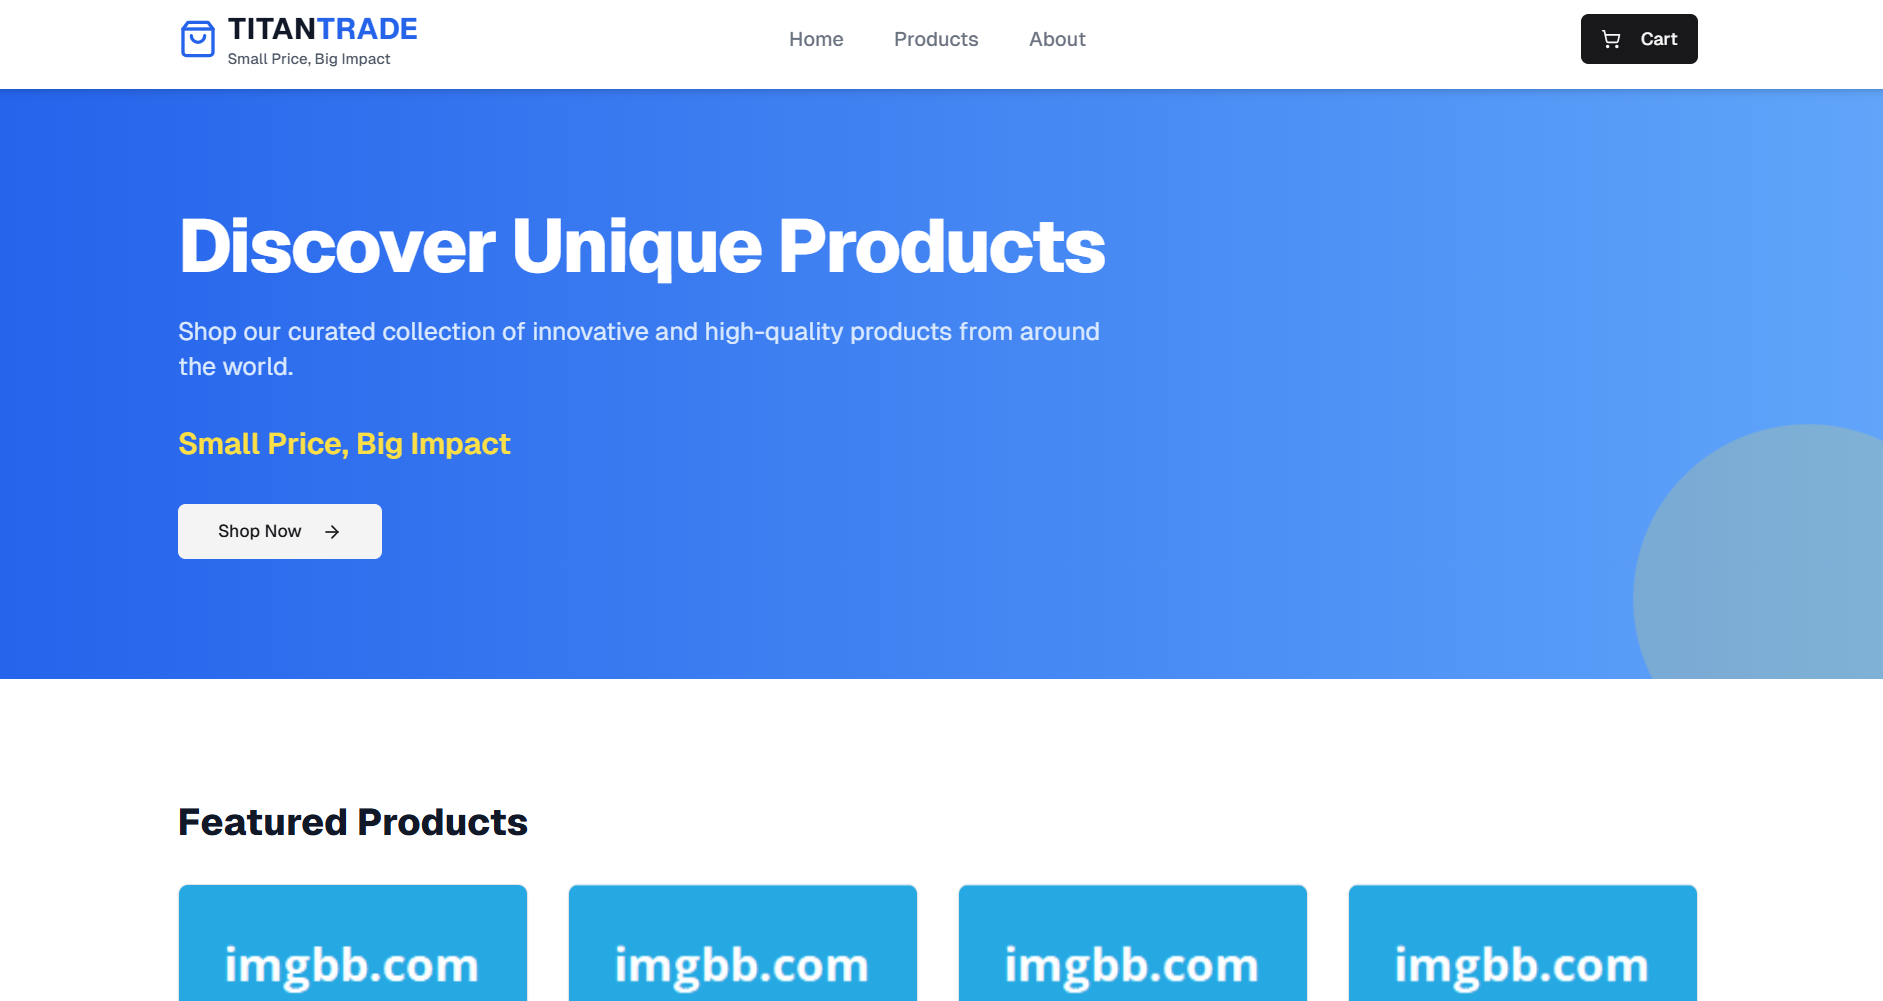 TITANTRADE
Small Price, Big Impact
Home
Products
About
Cart
Discover Unique Products
Shop our curated collection of innovative and high-quality products from around
the world.
Small Price, Big Impact
Shop Now
Featured Products
imgbb.com
imgbb.com
imgbb.com
imgbb.com